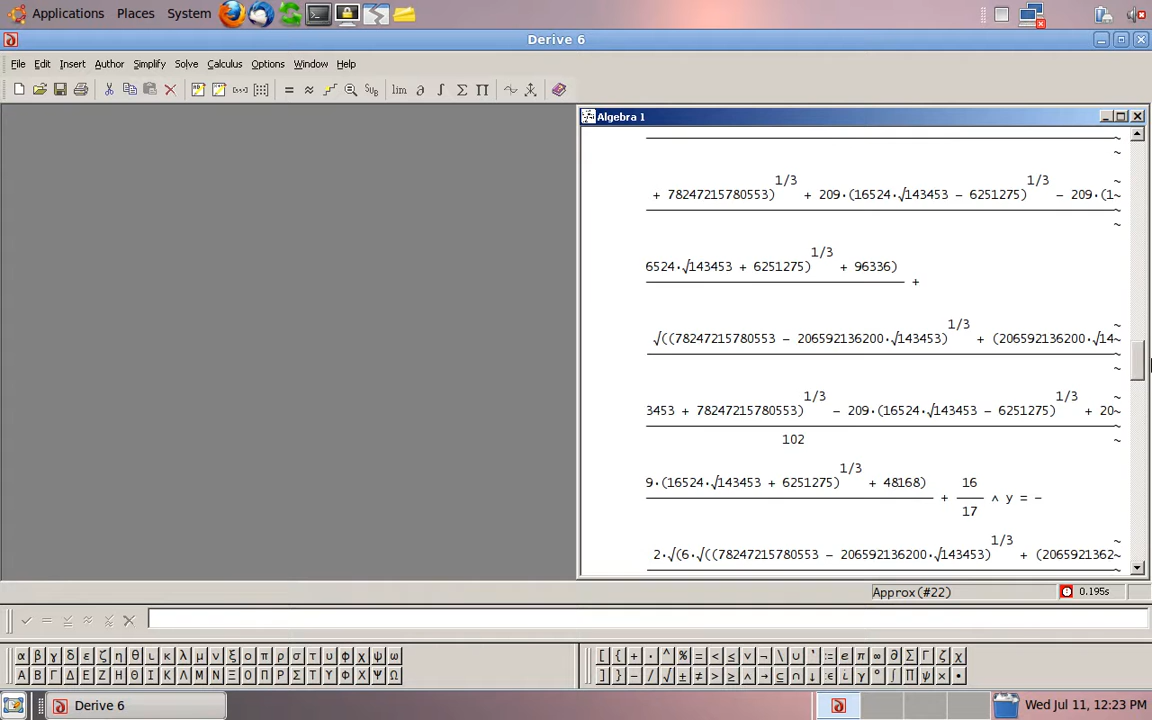 Applications Places System
Derive 6
File Edit Insert Author Simplify Solve Calculus Options Window Help
= ≈ SUB lim ∂ ∫ Σ Π
Algebra 1
~
~
1/3 1/3 ~
+ 78247215780553) + 209·(16524·√143453 − 6251275) − 209·(1~
~
1/3
6524·√143453 + 6251275) + 96336)
+
1/3 ~
√((78247215780553 − 206592136200·√143453) + (206592136200·√14~
~
1/3 1/3 ~
3453 + 78247215780553) − 209·(16524·√143453 − 6251275) + 20~
102 ~
1/3
9·(16524·√143453 + 6251275) + 48168) 16
+ ∧ y = −
17
1/3 ~
2·√(6·√((78247215780553 − 206592136200·√143453) + (2065921362~
Approx(#22) 0.195s
α β γ δ ε ζ η θ ι κ λ μ ν ξ ο π ρ σ τ υ φ χ ψ ω
[ { + · ^ % = < ≤ ∨ ¬ \ ∪ ` := e π ∞ ∂ ∑ Γ ζ χ
Α Β Γ Δ Ε Ζ Η Θ Ι Κ Λ Μ Ν Ξ Ο Π Ρ Σ Τ Υ Φ Χ Ψ Ω
] } − / √ ± ≠ > ≥ ∧ → ⊆ ∩ ↓ ∈ i γ ° ∫ ∏ ψ × •
Derive 6
Wed Jul 11, 12:23 PM